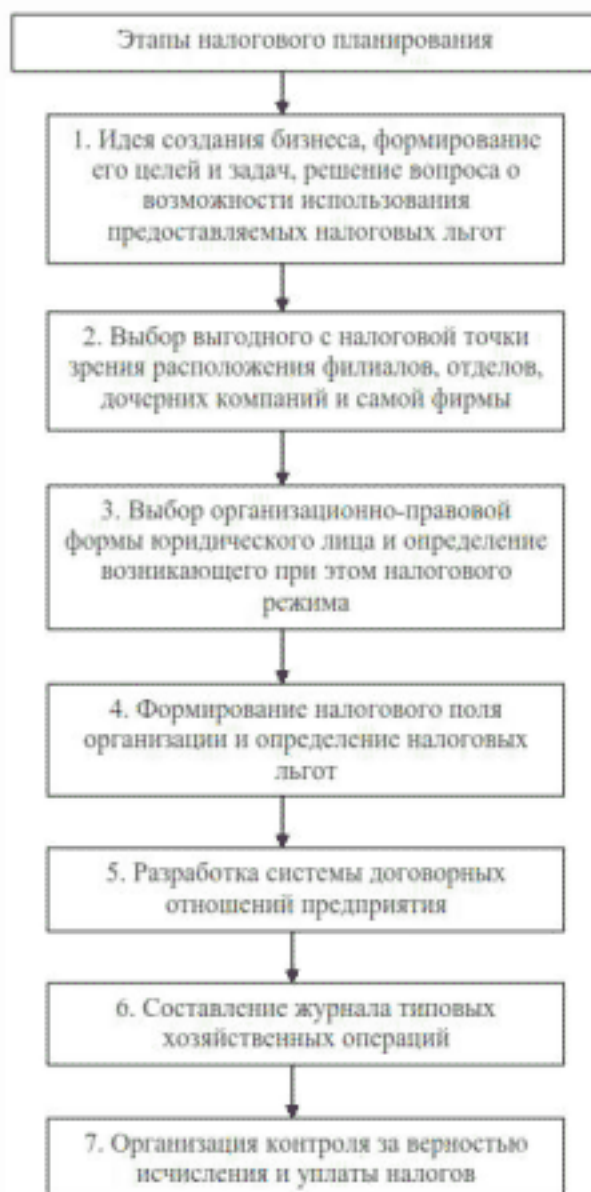 Этапы налогового планирования
1. Идея создания бизнеса, формирование
его целей и задач, решение вопроса о
возможности использования
предоставляемых налоговых льгот
2. Выбор выгодного с налоговой точки
зрения расположения филиалов, отделов,
дочерних компаний и самой фирмы
3. Выбор организационно-правовой
формы юридического лица и определение
возникающего при этом налогового
режима
4. Формирование налогового поля
организации и определение налоговых
льгот
5. Разработка системы договорных
отношений предприятия
6. Составление журнала типовых
хозяйственных операций
7. Организация контроля за верностью
исчисления и уплаты налогов